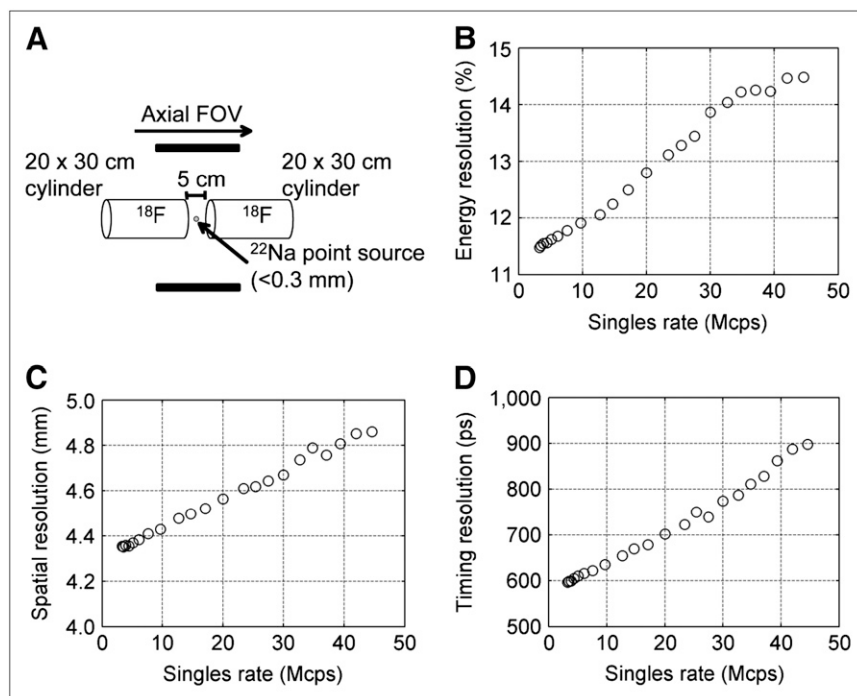 A
Axial FOV
20 x 30 cm
cylinder
5 cm
20 x 30 cm
cylinder
¹⁸F
¹⁸F
²²Na point source
(<0.3 mm)
B
Energy resolution (%)
15
14
13
12
11
0 10 20 30 40 50
Singles rate (Mcps)
C
Spatial resolution (mm)
5.0
4.8
4.6
4.4
4.2
4.0
0 10 20 30 40 50
Singles rate (Mcps)
D
Timing resolution (ps)
1,000
900
800
700
600
500
0 10 20 30 40 50
Singles rate (Mcps)